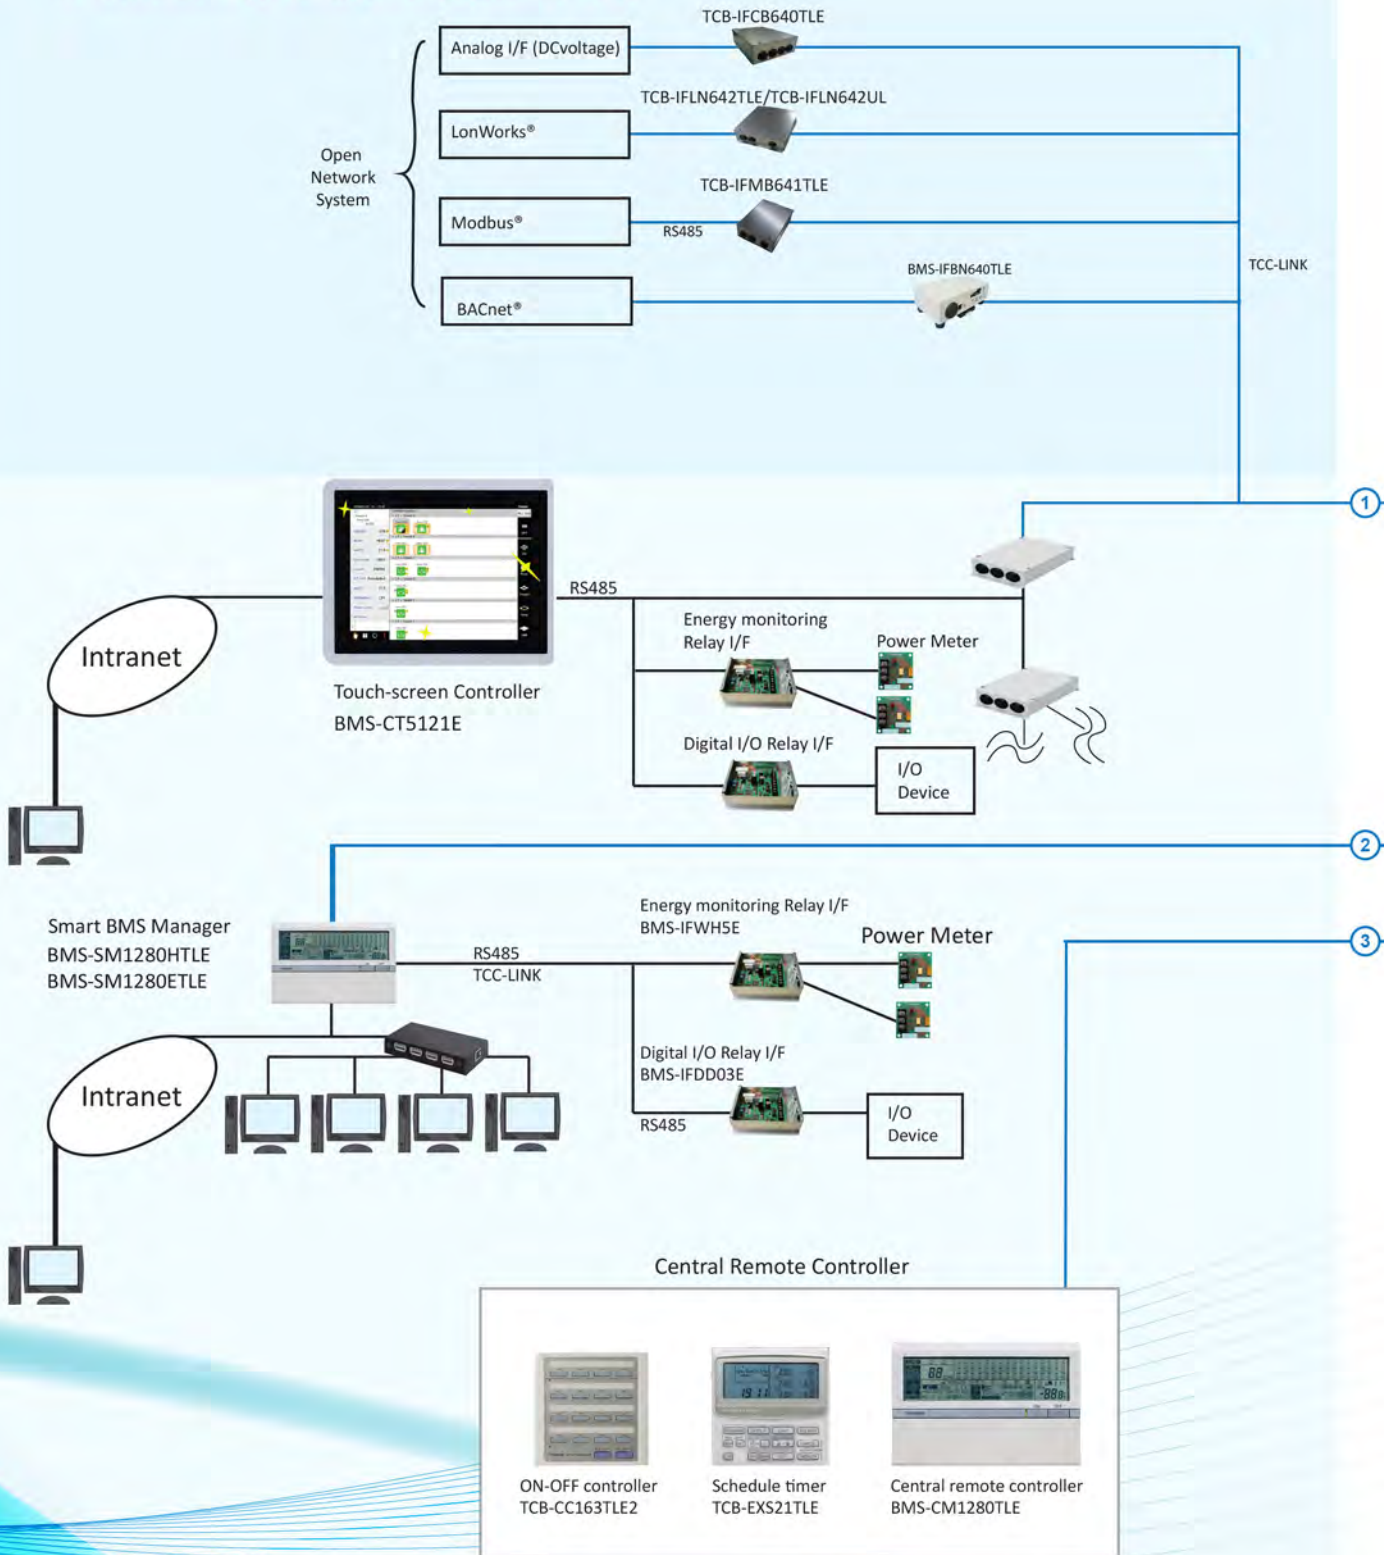 TCB-IFCB640TLE
Analog I/F (DCvoltage)
TCB-IFLN642TLE/TCB-IFLN642UL
LonWorks®
Open
Network
System
TCB-IFMB641TLE
Modbus®
RS485
BMS-IFBN640TLE
TCC-LINK
BACnet®
1
RS485
Energy monitoring
Relay I/F
Power Meter
Intranet
Touch-screen Controller
BMS-CT5121E
Digital I/O Relay I/F
I/O
Device
2
Smart BMS Manager
BMS-SM1280HTLE
BMS-SM1280ETLE
Energy monitoring Relay I/F
BMS-IFWH5E
Power Meter
3
RS485
TCC-LINK
Digital I/O Relay I/F
BMS-IFDD03E
Intranet
RS485
I/O
Device
Central Remote Controller
ON-OFF controller
TCB-CC163TLE2
Schedule timer
TCB-EXS21TLE
Central remote controller
BMS-CM1280TLE